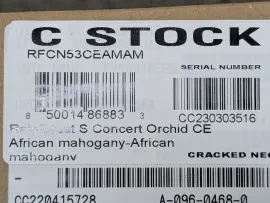 C STOCK
RFCN53CEAMAM
SERIAL NUMBER
8 50014 86883 3
CC230303516
S Concert Orchid CE
African mahogany-African
mahogany
CRACKED NEC
CC220415728
A-096-0468-0